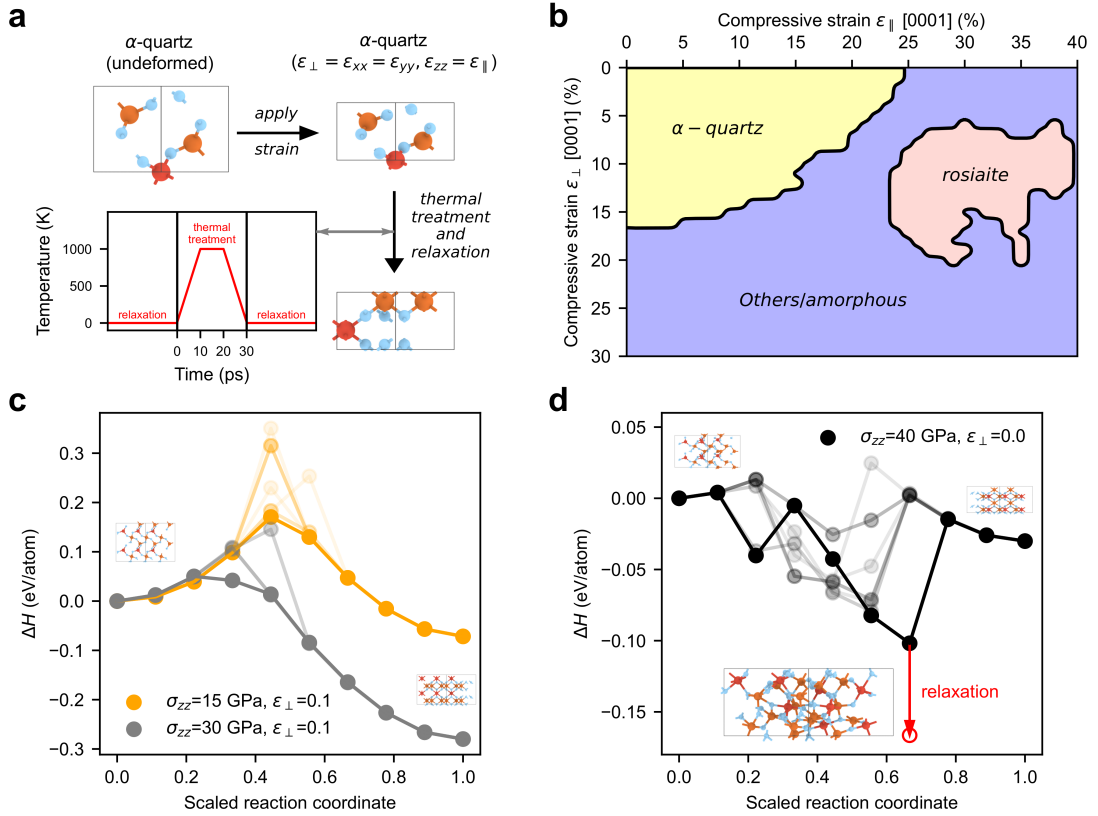 a
α-quartz
(undeformed)
α-quartz
(ε⊥ = εxx = εyy, εzz = ε∥)
apply
strain
thermal
treatment
and
relaxation
Temperature (K)
1000
500
0
relaxation
thermal
treatment
relaxation
0 10 20 30
Time (ps)
b
Compressive strain ε∥ [0001] (%)
0 5 10 15 20 25 30 35 40
Compressive strain ε⊥ [0001] (%)
0
5
10
15
20
25
30
α − quartz
rosiaite
Others/amorphous
c
ΔH (eV/atom)
0.3
0.2
0.1
0.0
−0.1
−0.2
−0.3
σzz=15 GPa, ε⊥=0.1
σzz=30 GPa, ε⊥=0.1
0.0 0.2 0.4 0.6 0.8 1.0
Scaled reaction coordinate
d
ΔH (eV/atom)
0.05
0.00
−0.05
−0.10
−0.15
σzz=40 GPa, ε⊥=0.0
relaxation
0.0 0.2 0.4 0.6 0.8 1.0
Scaled reaction coordinate